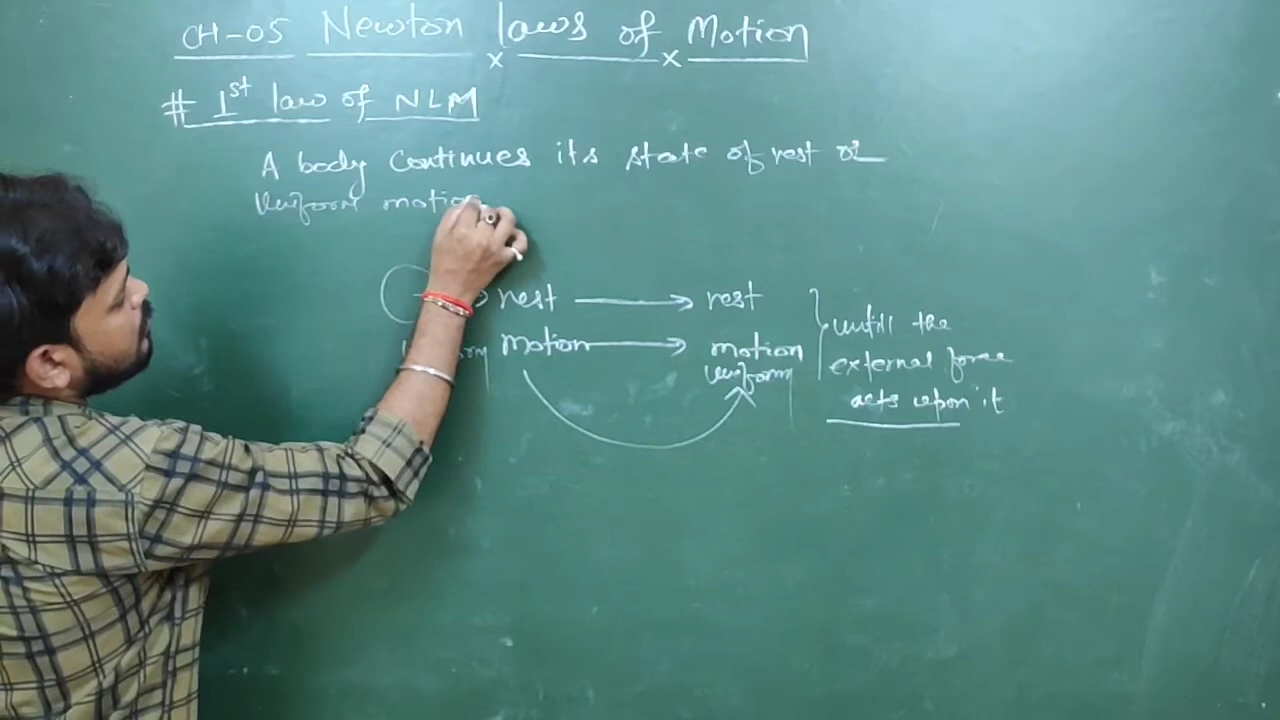 CH-05 Newton laws of Motion
# 1st law of NLM
A body continues its state of rest or
Uniform motion
rest → rest
Motion → motion
Uniform
untill the
external force
acts upon it